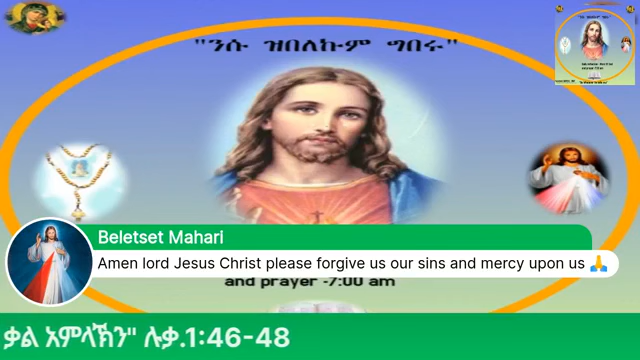 "ንሱ ዝበለኩም ግበሩ"
Beletset Mahari
Amen lord Jesus Christ please forgive us our sins and mercy upon us 🙏
and prayer -7:00 am
ቃል አምላኽን" ሉቃ.1:46-48